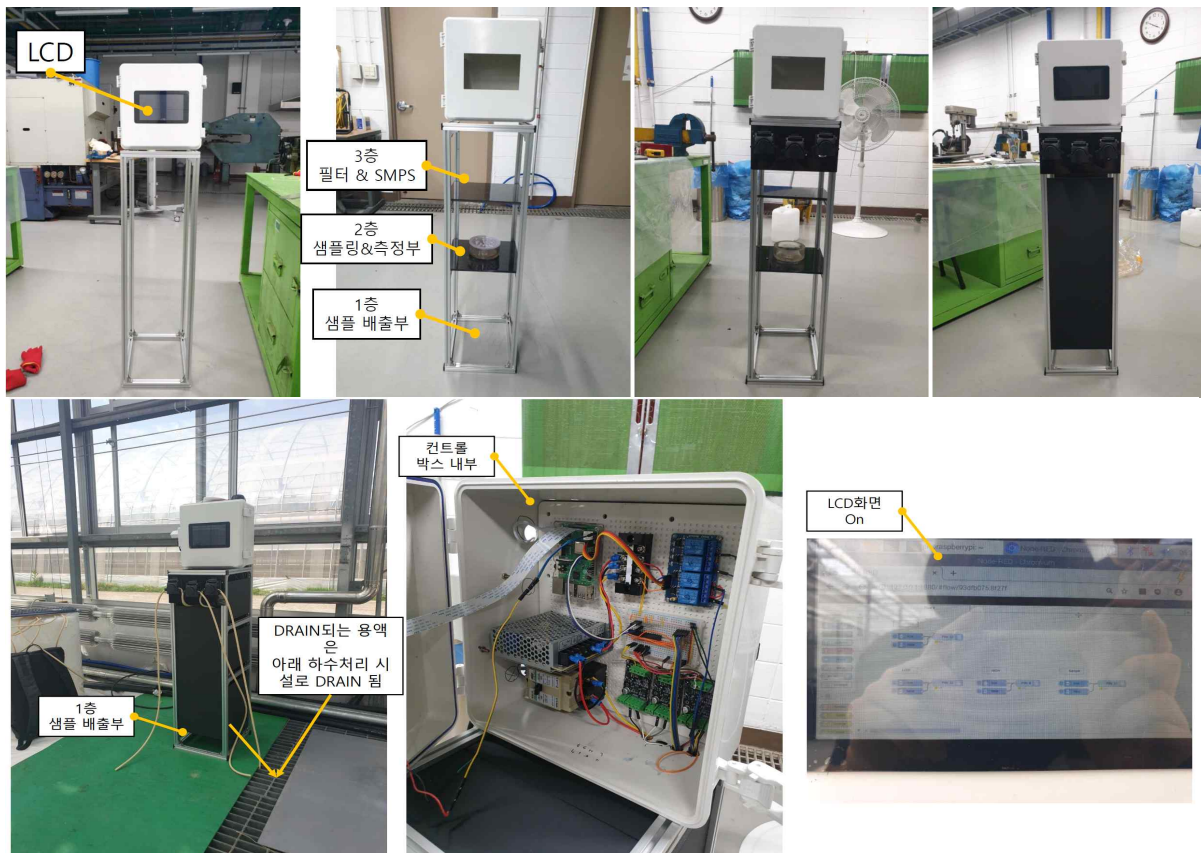 LCD
3층
필터 & SMPS
2층
샘플링&측정부
1층
샘플 배출부
DRAIN되는 용액
은
아래 하수처리 시
설로 DRAIN 됨
1층
샘플 배출부
컨트롤
박스 내부
LCD화면
On